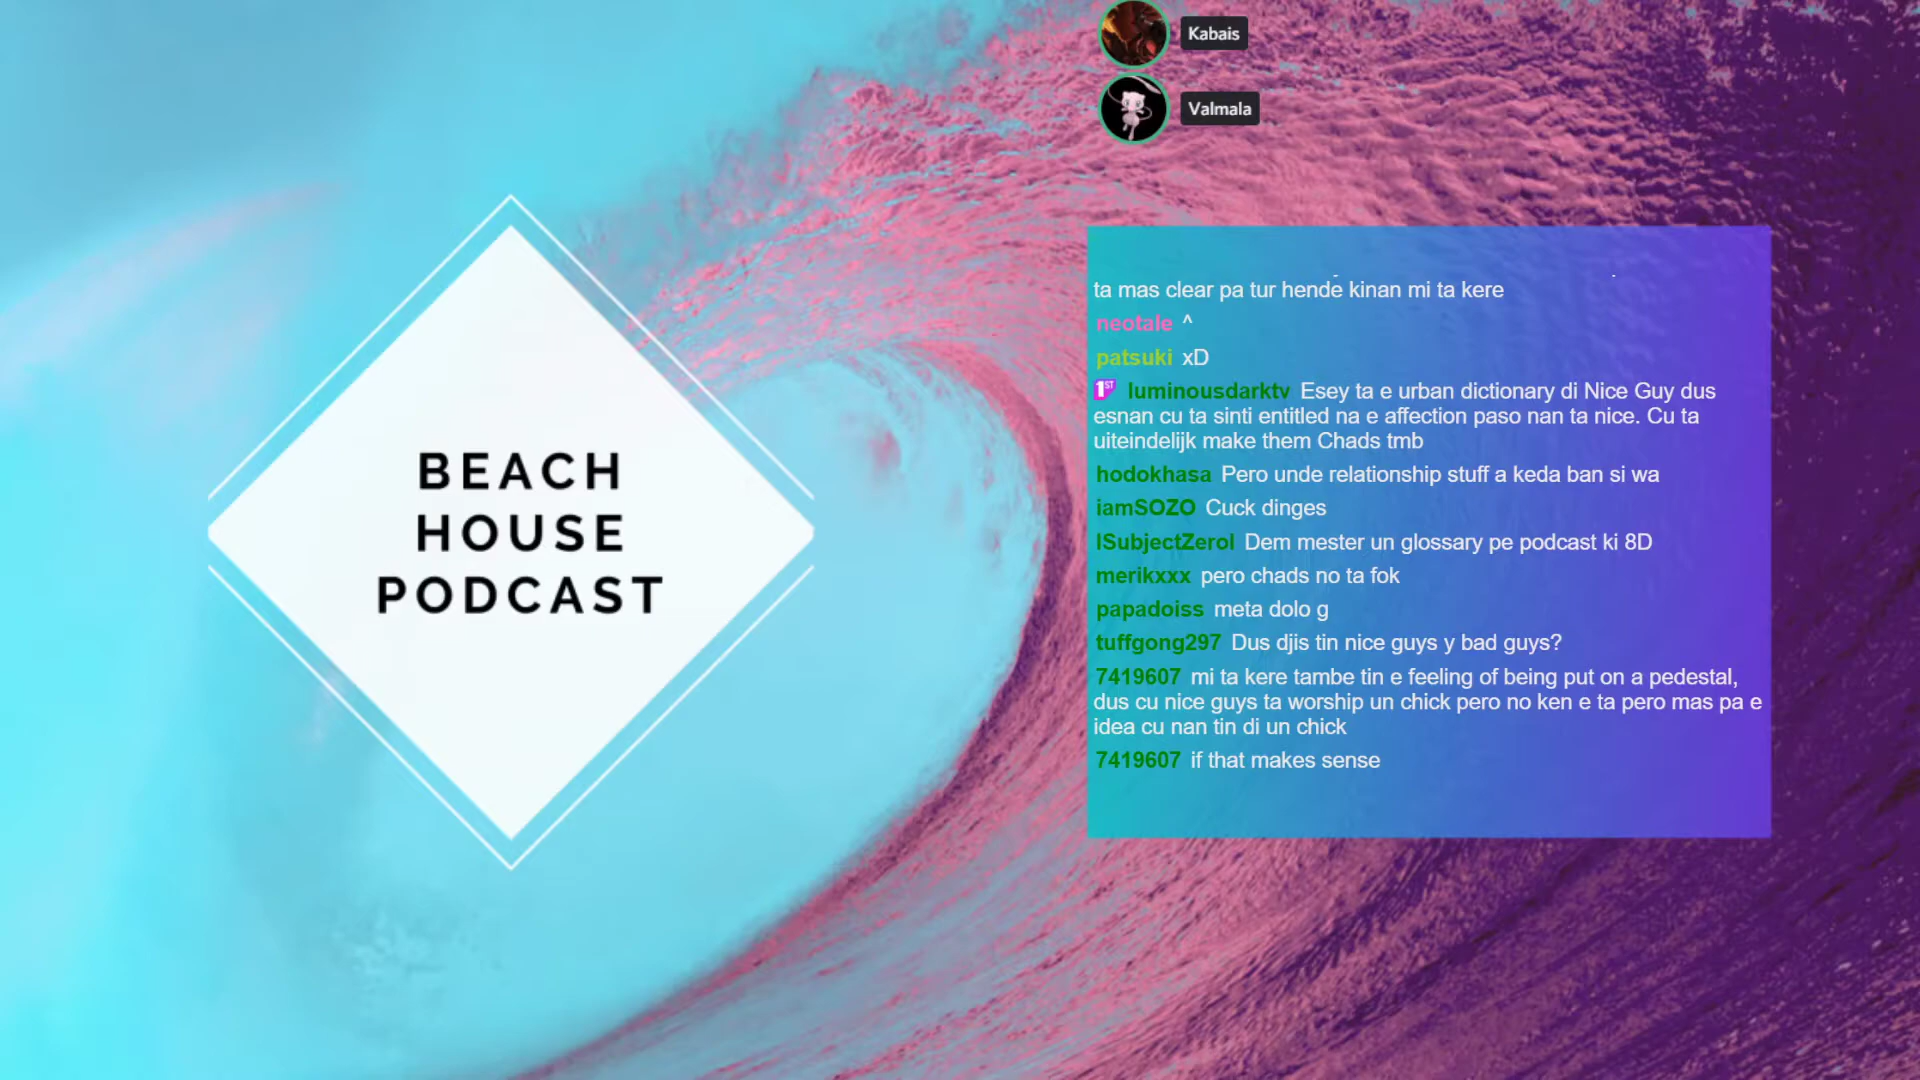 Kabais
Valmala
BEACH
HOUSE
PODCAST
ta mas clear pa tur hende kinan mi ta kere
neotale ^
patsuki xD
1ST luminousdarktv Esey ta e urban dictionary di Nice Guy dus
esnan cu ta sinti entitled na e affection paso nan ta nice. Cu ta
uiteindelijk make them Chads tmb
hodokhasa Pero unde relationship stuff a keda ban si wa
iamSOZO Cuck dinges
ISubjectZeroI Dem mester un glossary pe podcast ki 8D
merikxxx pero chads no ta fok
papadoiss meta dolo g
tuffgong297 Dus djis tin nice guys y bad guys?
7419607 mi ta kere tambe tin e feeling of being put on a pedestal,
dus cu nice guys ta worship un chick pero no ken e ta pero mas pa e
idea cu nan tin di un chick
7419607 if that makes sense